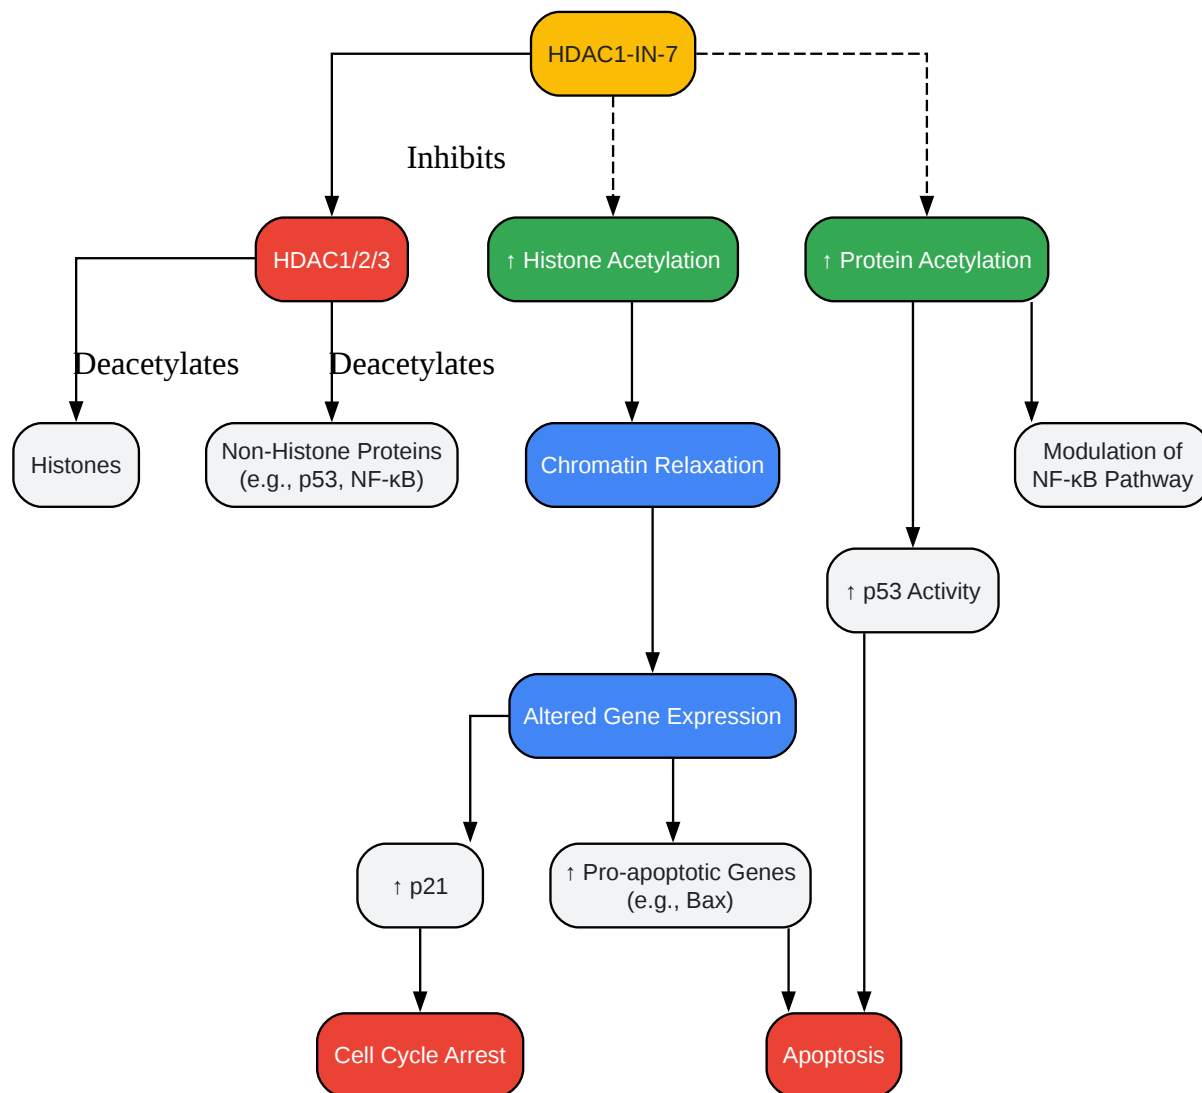 HDAC1-IN-7
Inhibits
HDAC1/2/3
↑ Histone Acetylation
↑ Protein Acetylation
Deacetylates
Deacetylates
Histones
Non-Histone Proteins
(e.g., p53, NF-κB)
Chromatin Relaxation
Modulation of
NF-κB Pathway
↑ p53 Activity
Altered Gene Expression
↑ p21
↑ Pro-apoptotic Genes
(e.g., Bax)
Cell Cycle Arrest
Apoptosis